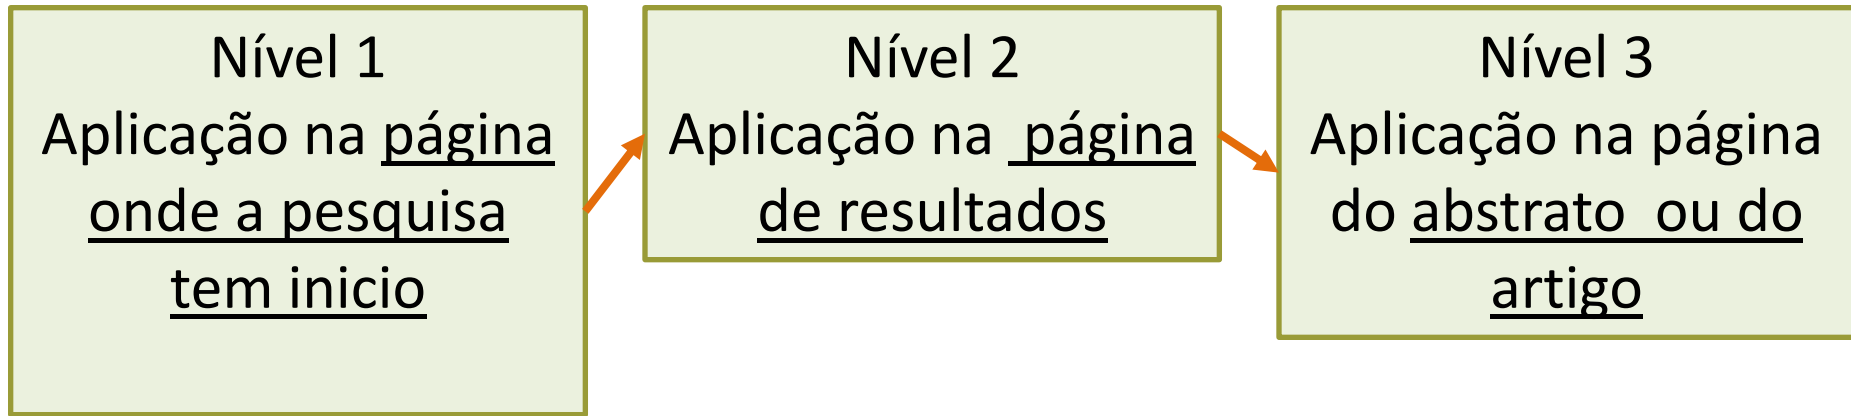 Nível 1
Aplicação na página
onde a pesquisa
tem inicio
Nível 2
Aplicação na  página
de resultados
Nível 3
Aplicação na página
do abstrato  ou do
artigo